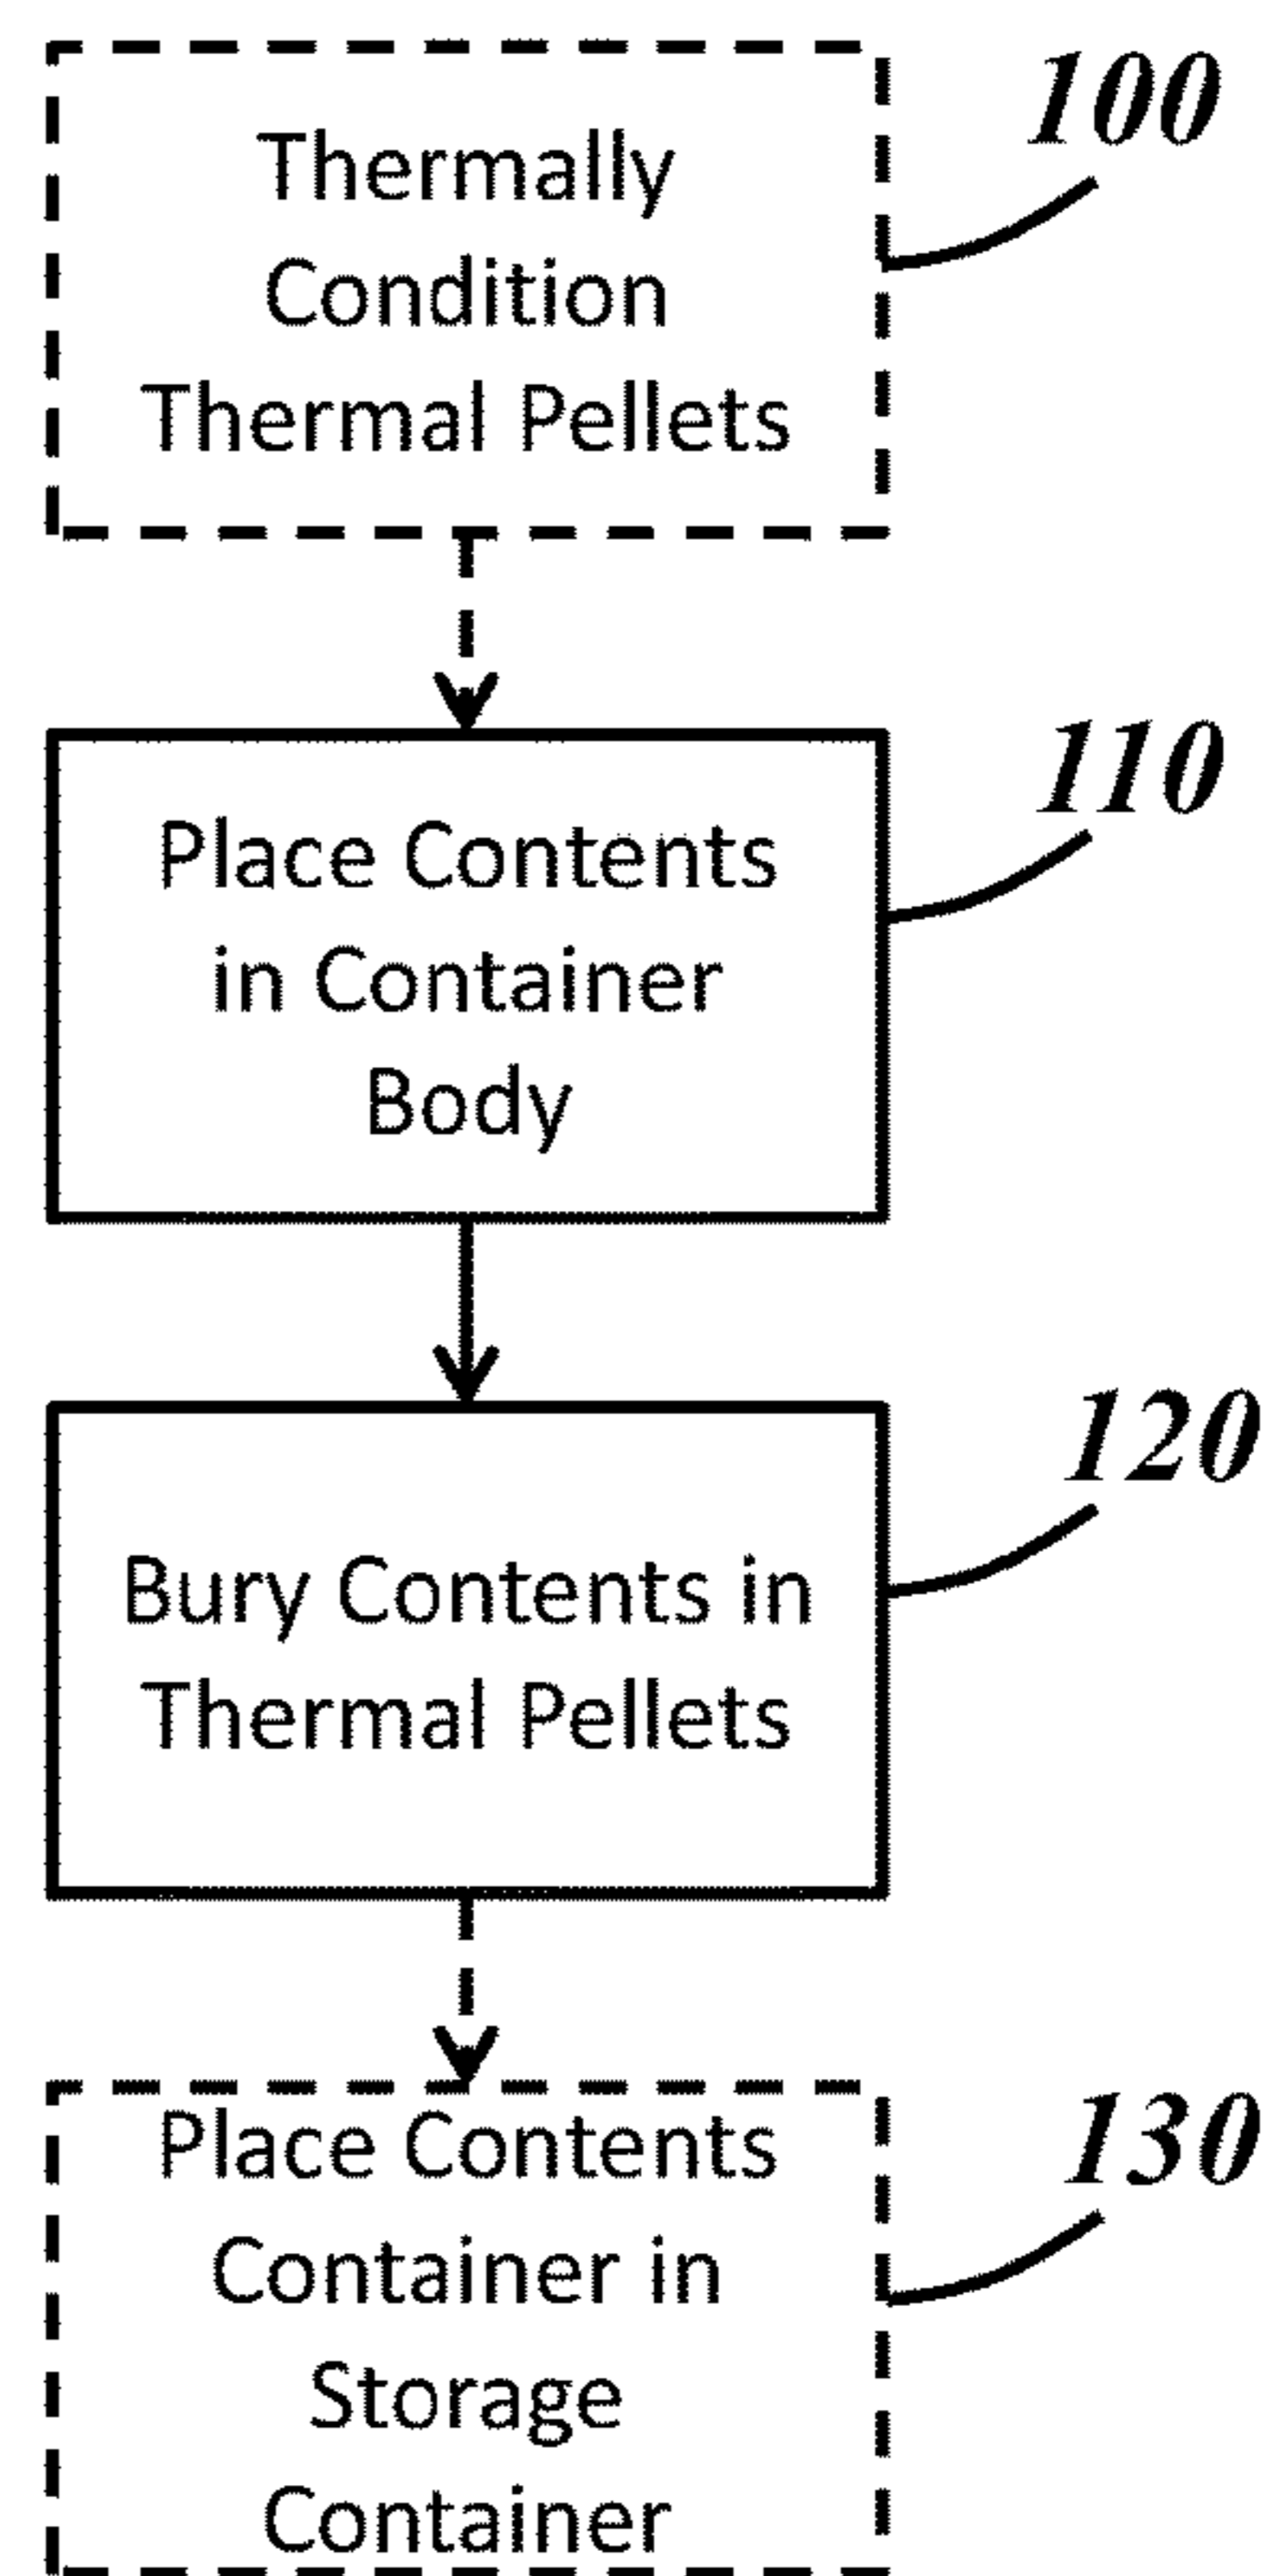 100
Thermally
Condition
Thermal Pellets
110
Place Contents
in Container
Body
120
Bury Contents in
Thermal Pellets
130
Place Contents
Container in
Storage
Container